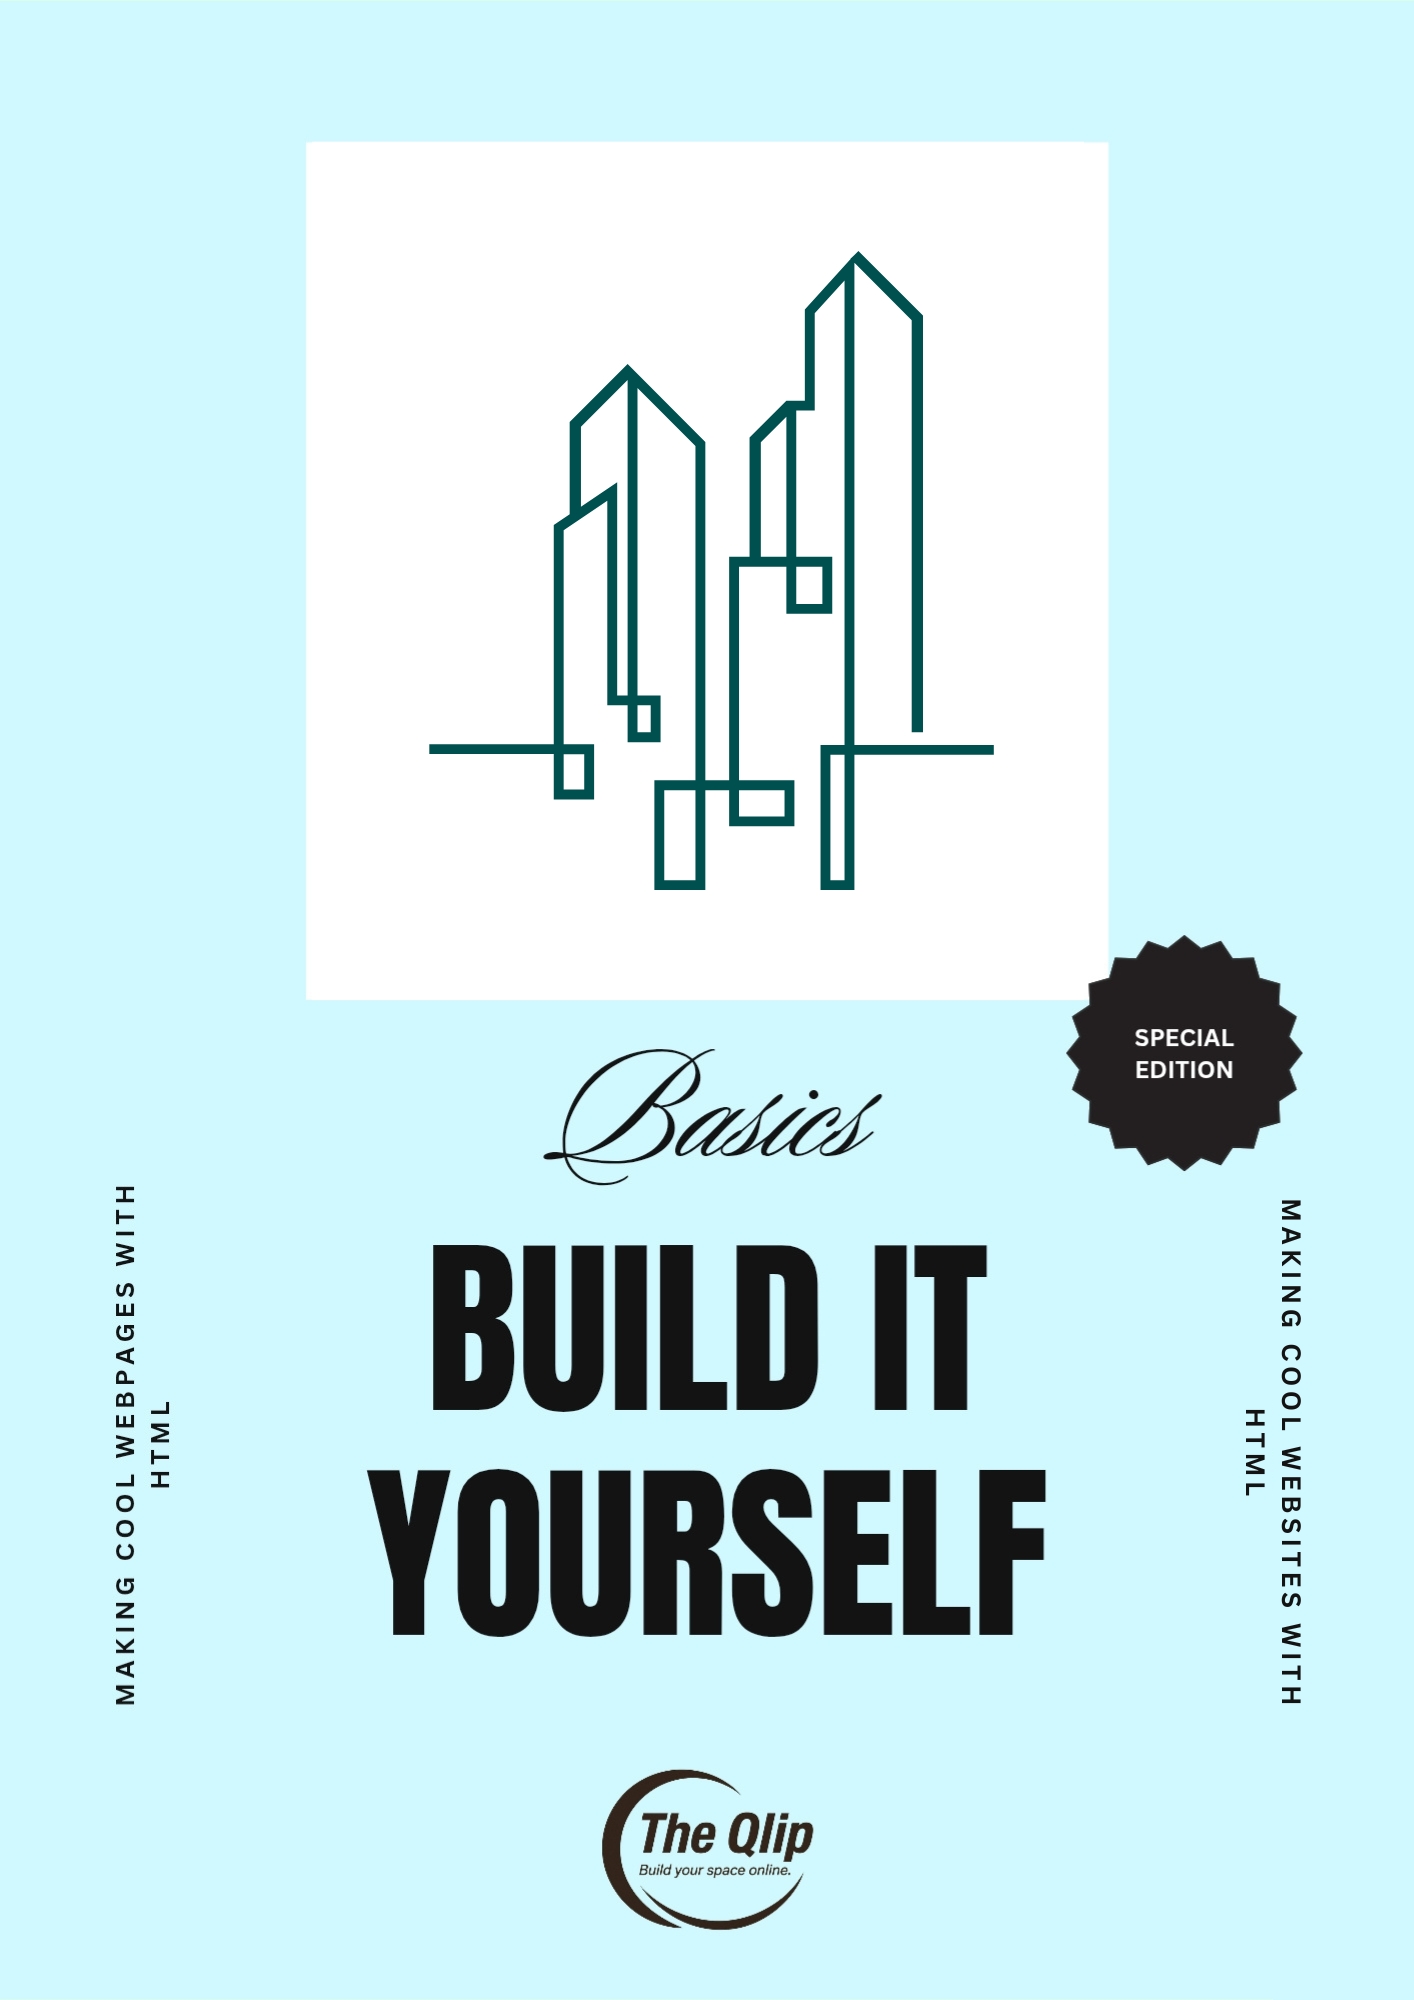 SPECIAL
EDITION
Basics
BUILD IT
YOURSELF
MAKING COOL WEBPAGES WITH
HTML
MAKING COOL WEBSITES WITH
HTML
The Qlip
Build your space online.